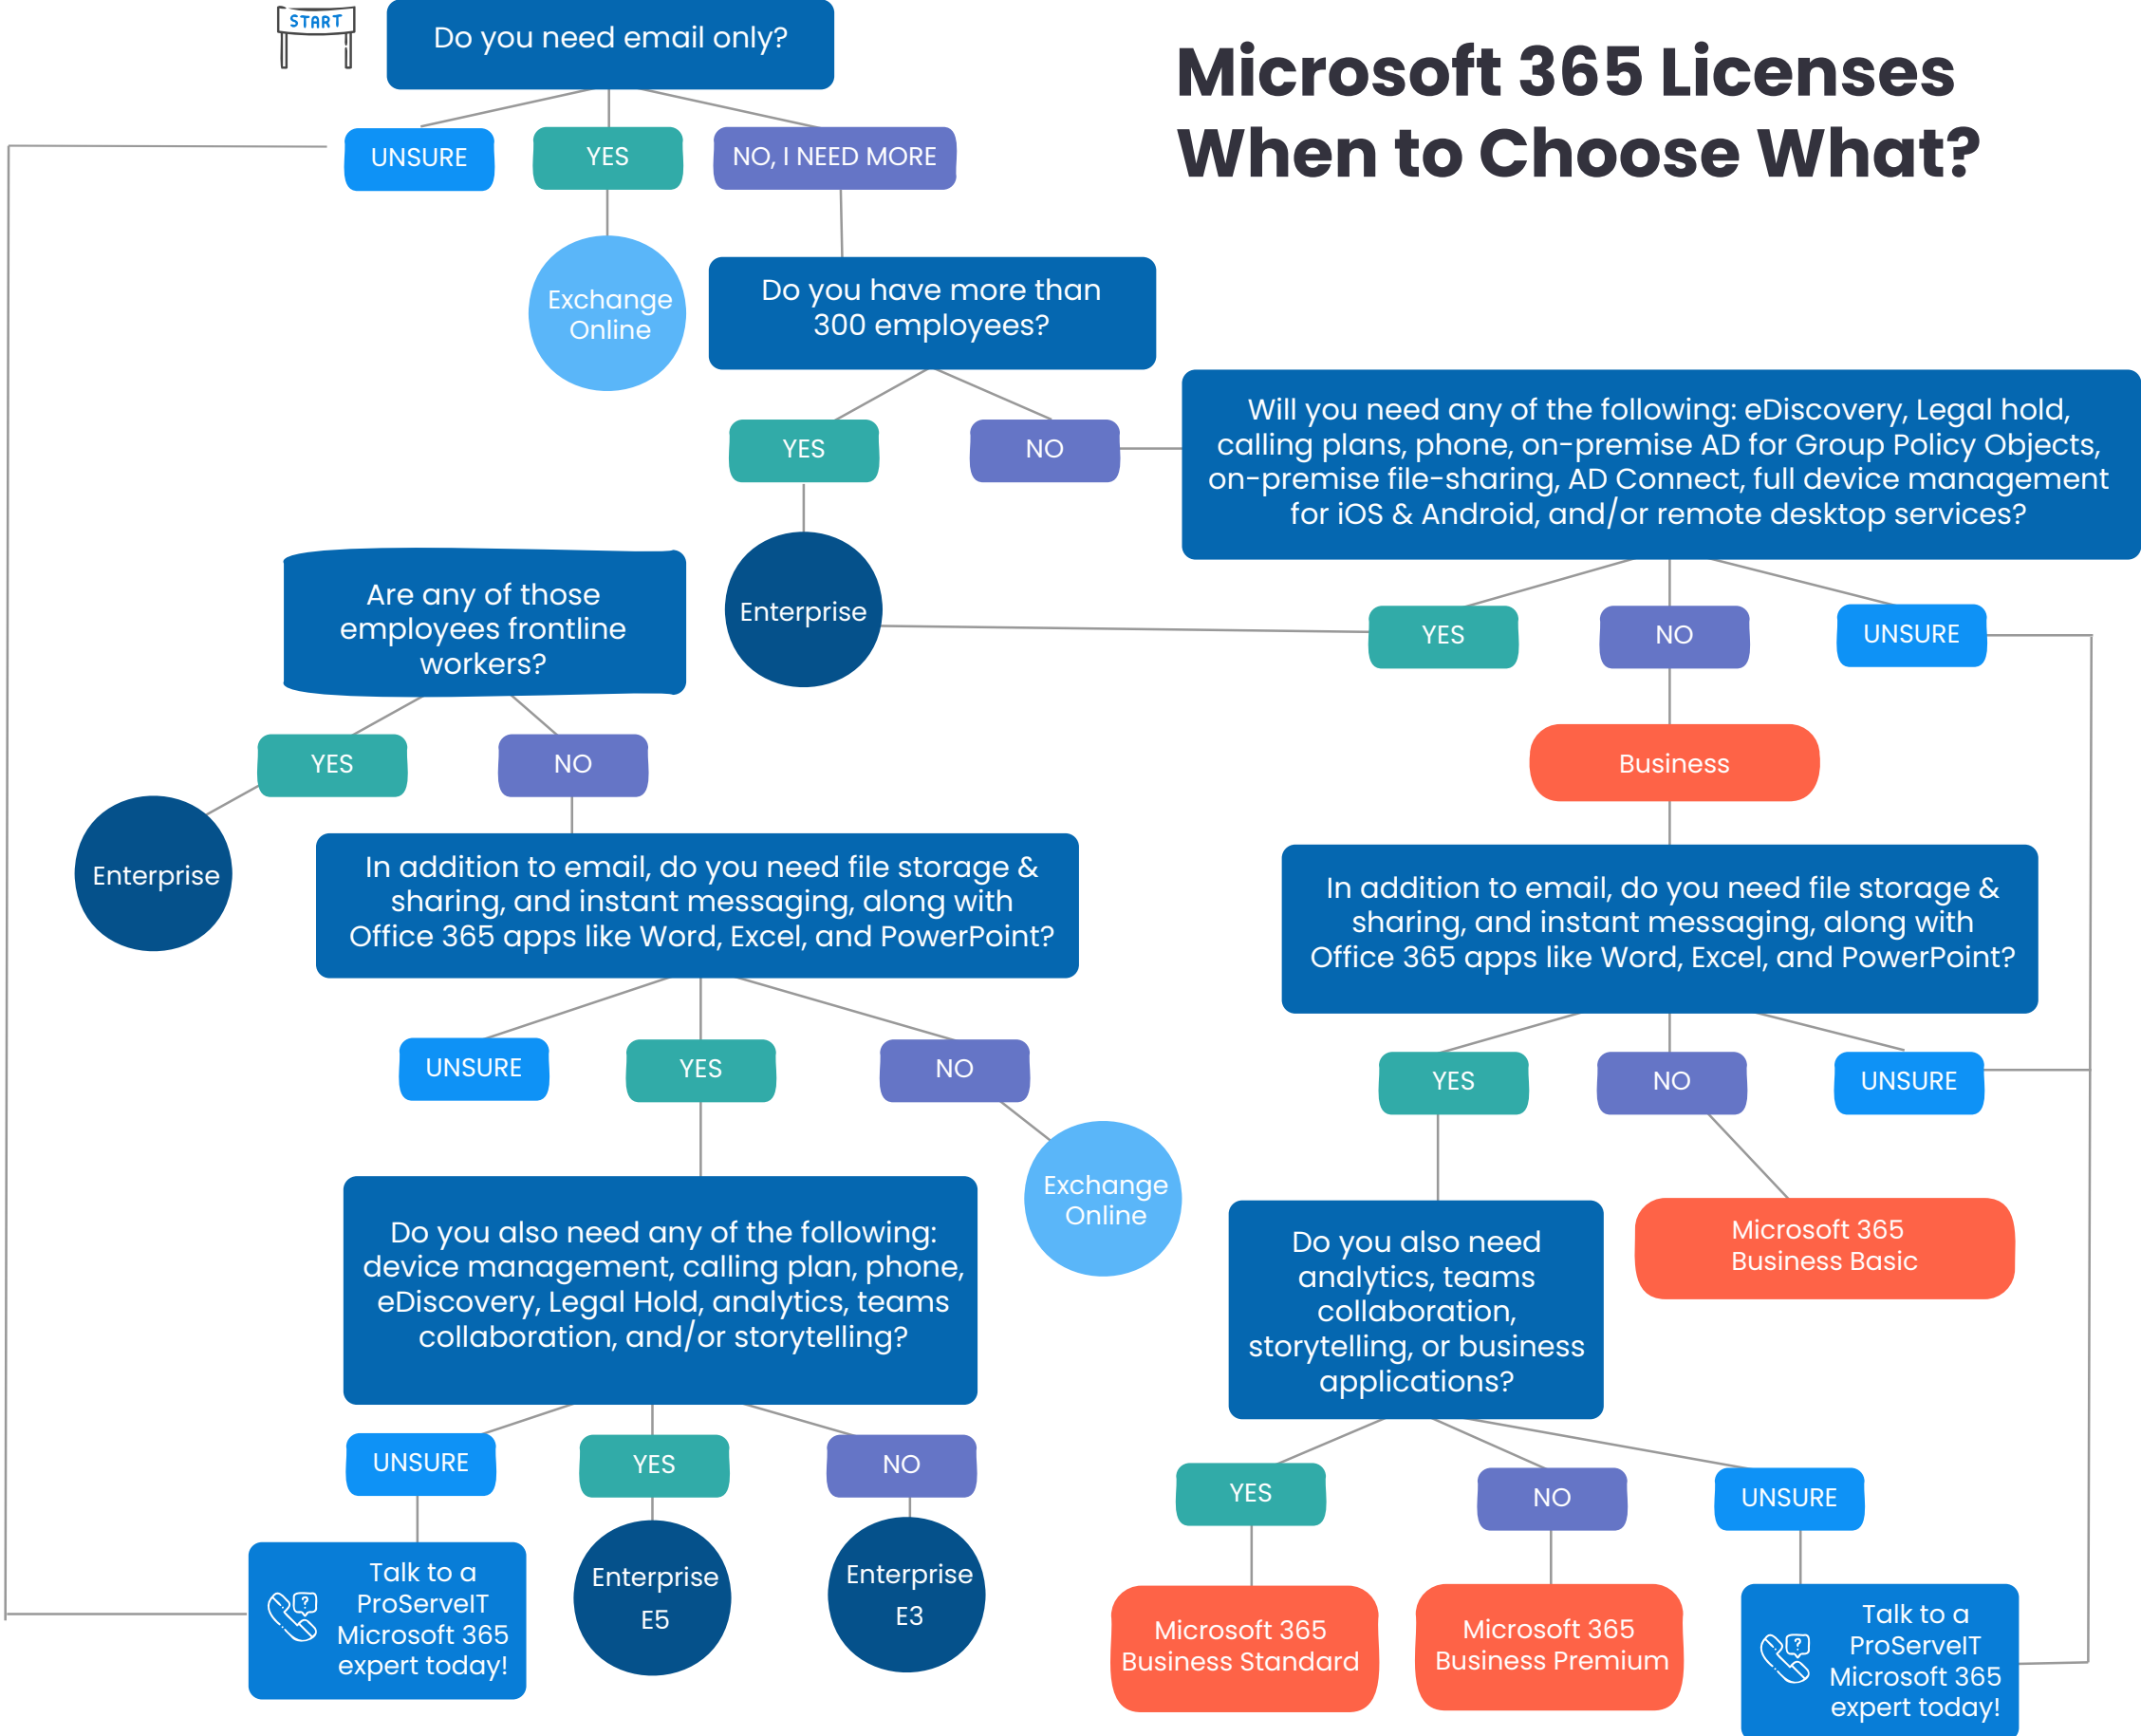 START
Do you need email only?
Microsoft 365 Licenses
When to Choose What?
UNSURE
YES
NO, I NEED MORE
Exchange
Online
Do you have more than
300 employees?
YES
NO
Will you need any of the following: eDiscovery, Legal hold,
calling plans, phone, on-premise AD for Group Policy Objects,
on-premise file-sharing, AD Connect, full device management
for iOS & Android, and/or remote desktop services?
Enterprise
YES
NO
UNSURE
Are any of those
employees frontline
workers?
YES
NO
Business
Enterprise
In addition to email, do you need file storage &
sharing, and instant messaging, along with
Office 365 apps like Word, Excel, and PowerPoint?
In addition to email, do you need file storage &
sharing, and instant messaging, along with
Office 365 apps like Word, Excel, and PowerPoint?
UNSURE
YES
NO
YES
NO
UNSURE
Exchange
Online
Do you also need any of the following:
device management, calling plan, phone,
eDiscovery, Legal Hold, analytics, teams
collaboration, and/or storytelling?
Do you also need
analytics, teams
collaboration,
storytelling, or business
applications?
Microsoft 365
Business Basic
UNSURE
YES
NO
YES
NO
UNSURE
Talk to a
ProServeIT
Microsoft 365
expert today!
Enterprise
E5
Enterprise
E3
Microsoft 365
Business Standard
Microsoft 365
Business Premium
Talk to a
ProServeIT
Microsoft 365
expert today!